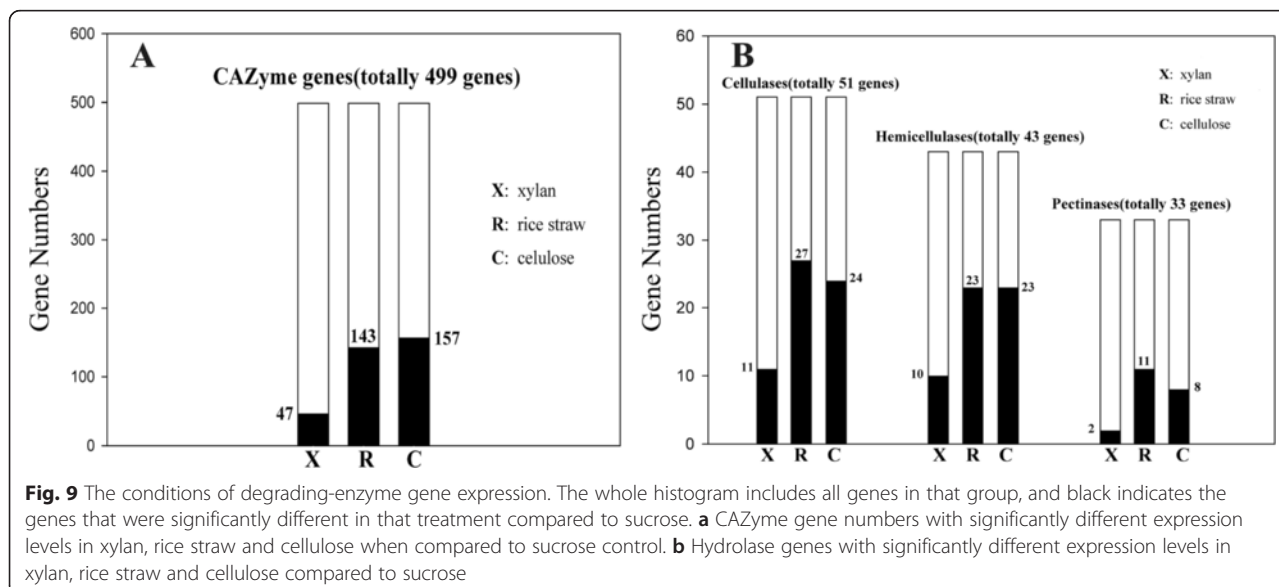 A
CAZyme genes(totally 499 genes)
Gene Numbers
600
500
400
300
200
100
0
X: xylan
R: rice straw
C: celulose
47
143
157
X R C
B
Cellulases(totally 51 genes)
Hemicellulases(totally 43 genes)
Pectinases(totally 33 genes)
Gene Numbers
60
50
40
30
20
10
0
X: xylan
R: rice straw
C: cellulose
11
27
24
10
23
23
2
11
8
X R C X R C X R C
Fig. 9 The conditions of degrading-enzyme gene expression. The whole histogram includes all genes in that group, and black indicates the
genes that were significantly different in that treatment compared to sucrose. a CAZyme gene numbers with significantly different expression
levels in xylan, rice straw and cellulose when compared to sucrose control. b Hydrolase genes with significantly different expression levels in
xylan, rice straw and cellulose compared to sucrose